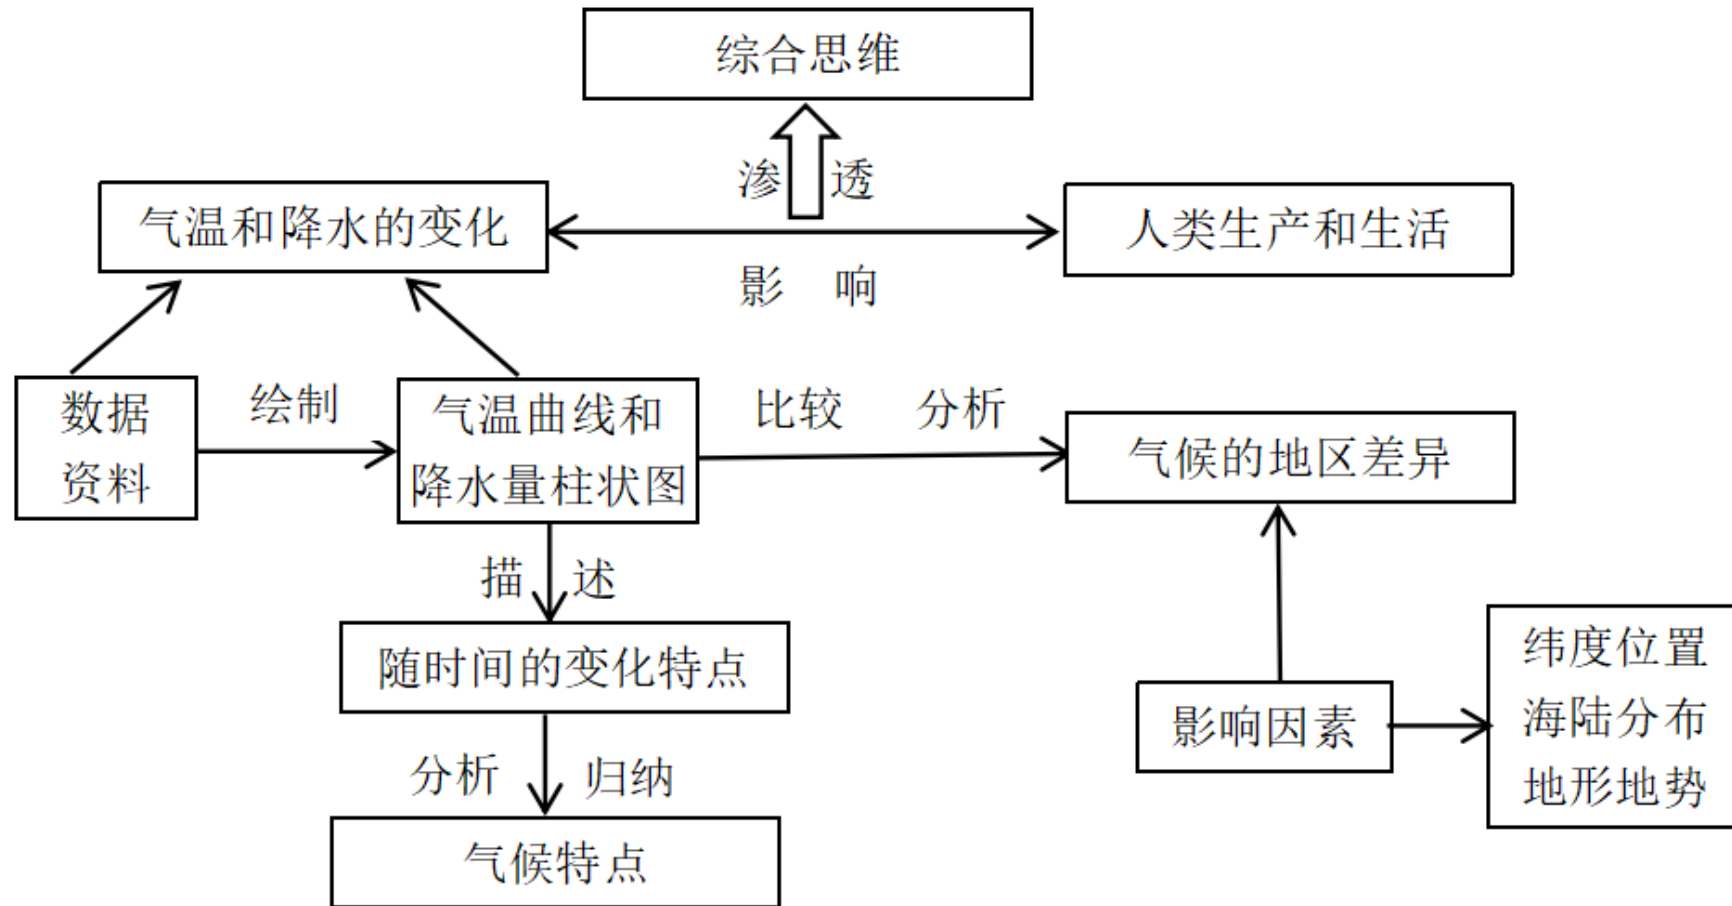 综合思维
渗 透
气温和降水的变化
人类生产和生活
影 响
数据
资料
绘制
气温曲线和
降水量柱状图
比较 分析
气候的地区差异
描 述
随时间的变化特点
影响因素
纬度位置
海陆分布
地形地势
分析 归纳
气候特点